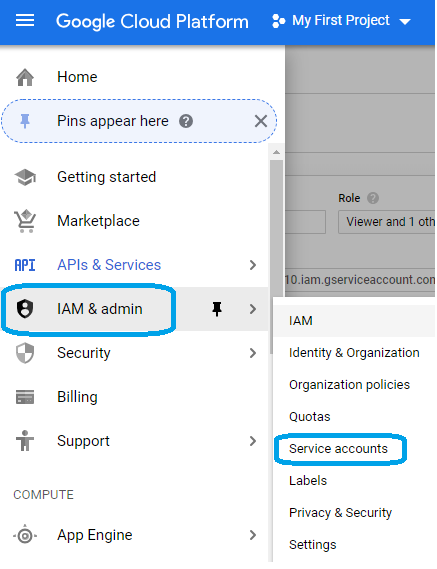 Google Cloud Platform
My First Project
Home
Pins appear here
Getting started
Marketplace
API APIs & Services
IAM & admin
Security
Billing
Support
COMPUTE
App Engine
Role
Viewer and 1 oth
10.iam.gserviceaccount.com
IAM
Identity & Organization
Organization policies
Quotas
Service accounts
Labels
Privacy & Security
Settings